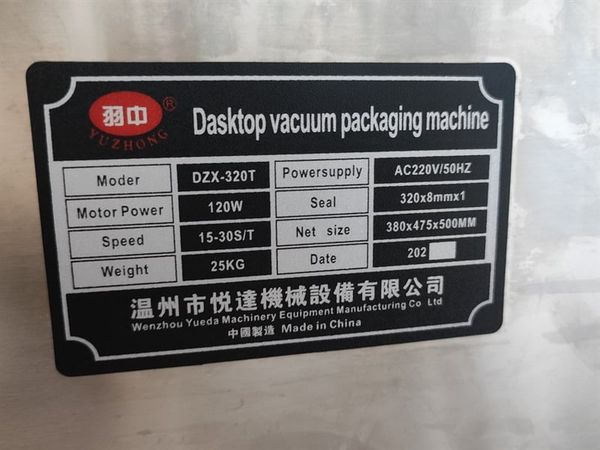 羽中 ®
YUZHONG
Dasktop vacuum packaging machine
Moder DZX-320T Powersupply AC220V/50HZ
Motor Power 120W Seal 320x8mmx1
Speed 15-30S/T Net size 380x475x500MM
Weight 25KG Date 202
温州市悦達機械設備有限公司
Wenzhou Yueda Machinery Equipment Manufacturing Co Ltd
中國製造 Made in China